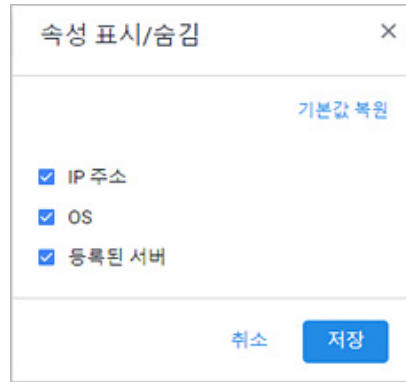 속성 표시/숨김
기본값 복원
IP 주소
OS
등록된 서버
취소 저장